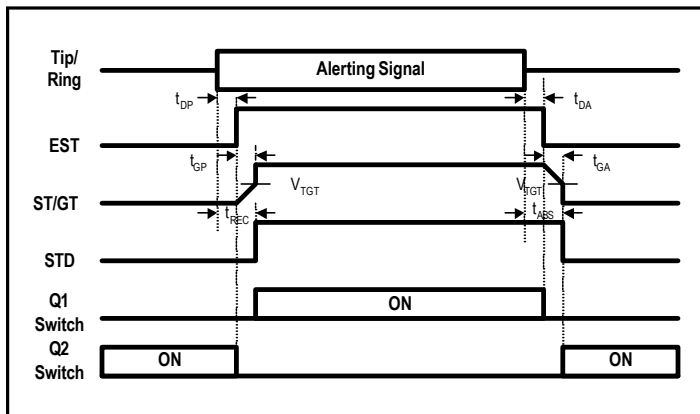 Tip/
Ring
Alerting Signal
tDP
tDA
EST
tGP
tGA
VTGT
VTGT
ST/GT
tREC
tABS
STD
Q1
Switch
ON
Q2
Switch
ON
ON